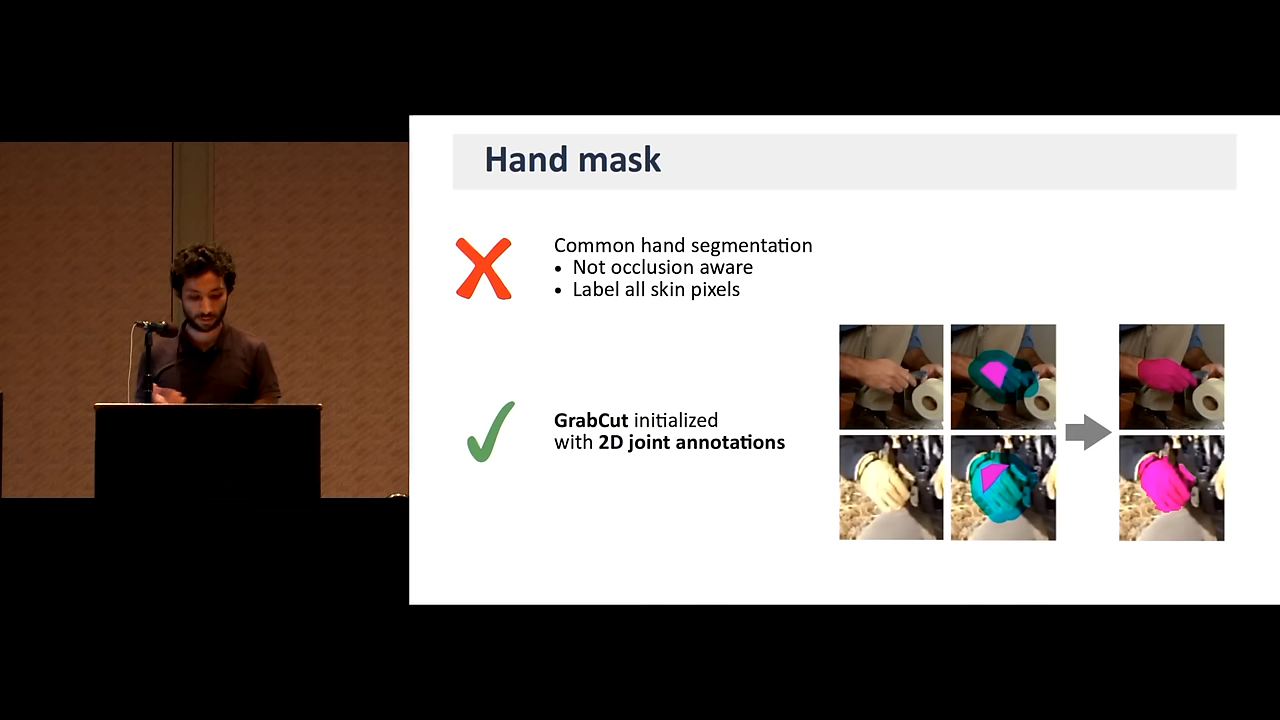 Hand mask
Common hand segmentation
• Not occlusion aware
• Label all skin pixels
GrabCut initialized
with 2D joint annotations